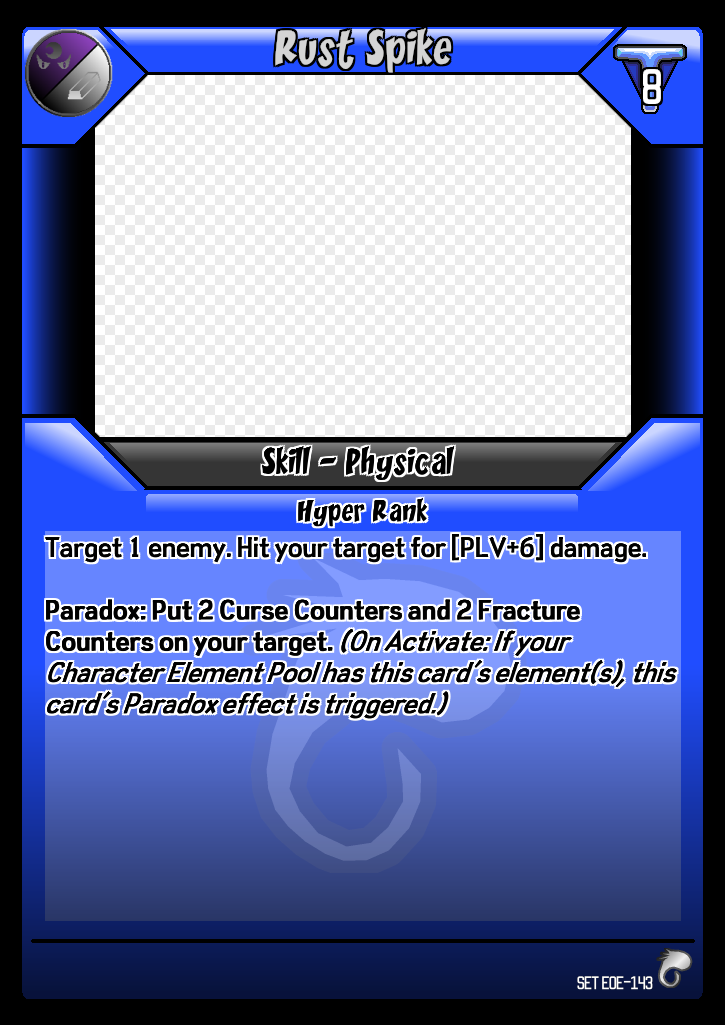 Rust Spike
8
Skill - Physical
Hyper Rank
Target 1 enemy. Hit your target for [PLV+6] damage.
Paradox: Put 2 Curse Counters and 2 Fracture
Counters on your target. (On Activate: If your
Character Element Pool has this card's element(s), this
card's Paradox effect is triggered.)
SET EOE-143